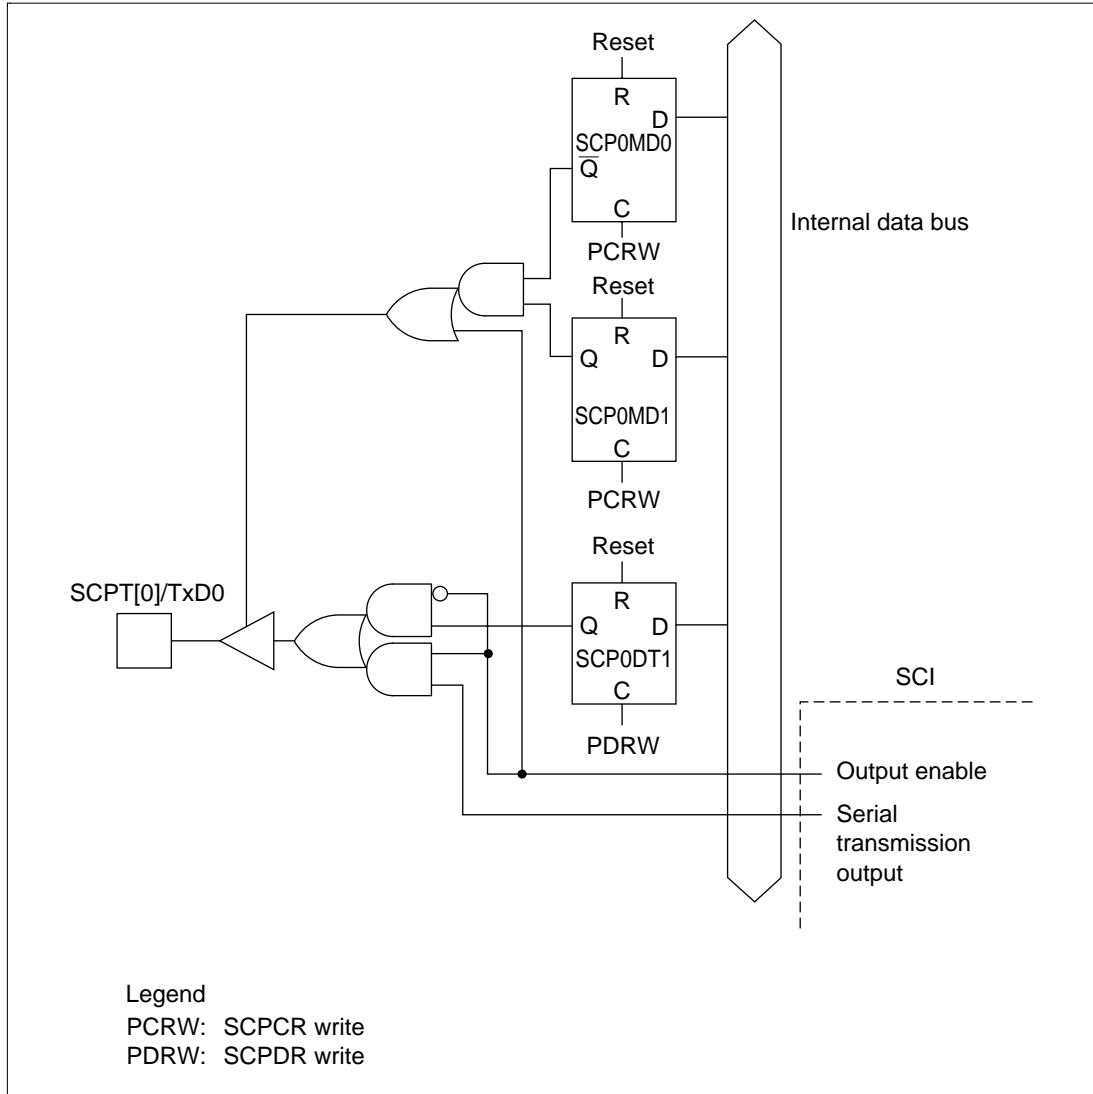 Reset
R
D
SCP0MD0
Q
C
PCRW
Internal data bus
Reset
R
Q
D
SCP0MD1
C
PCRW
Reset
SCPT[0]/TxD0
R
Q
D
SCP0DT1
C
SCI
PDRW
Output enable
Serial
transmission
output
Legend
PCRW: SCPCR write
PDRW: SCPDR write